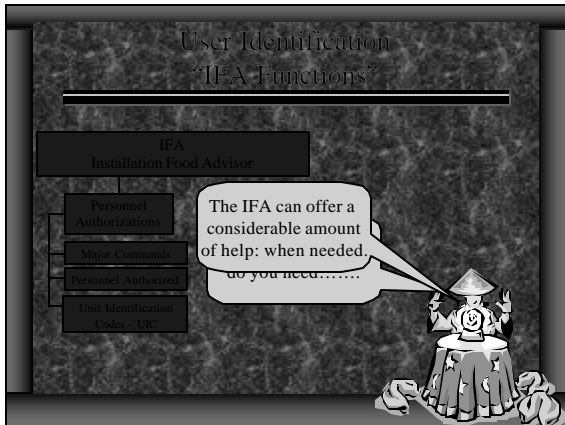 User Identification
“IFA Functions”
IFA
Installation Food Advisor
Personnel
Authorizations
Major Commands
Personnel Authorized
Unit Identification
Codes - UIC
The IFA can offer a
considerable amount
of help: when needed.
do you need…….